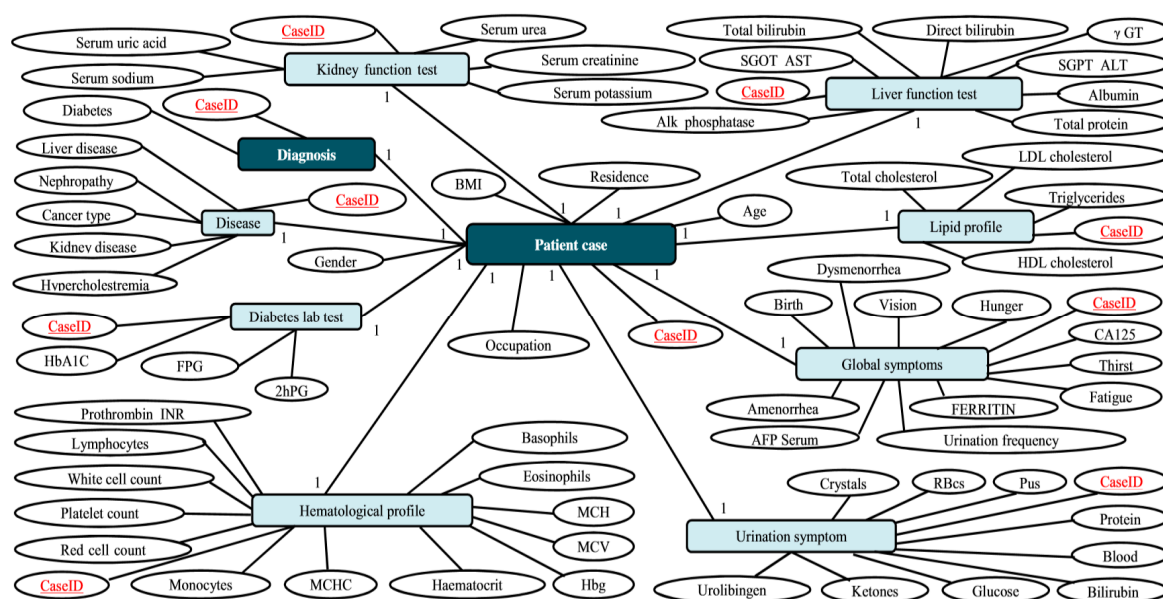 CaseID
Serum urea
Serum uric acid
Kidney function test
Serum creatinine
Serum sodium
Serum potassium
1
Total bilirubin
Direct bilirubin
γ GT
SGOT AST
SGPT ALT
CaseID
Liver function test
Albumin
Alk phosphatase
Total protein
1
Diabetes
CaseID
Diagnosis
1
Liver disease
Nephropathy
CaseID
Cancer type
Disease
1
Kidney disease
Hypercholestremia
BMI
Residence
Age
Gender
Patient case
1
1
1
1
1
1
1
1
1
1
Occupation
CaseID
LDL cholesterol
Total cholesterol
Triglycerides
1
Lipid profile
CaseID
HDL cholesterol
CaseID
Diabetes lab test
1
HbA1C
FPG
2hPG
Dysmenorrhea
Birth
Vision
Hunger
CaseID
CA125
1
Global symptoms
Thirst
Fatigue
Amenorrhea
FERRITIN
AFP Serum
Urination frequency
Prothrombin INR
Basophils
Lymphocytes
Eosinophils
White cell count
1
Hematological profile
MCH
Platelet count
MCV
Red cell count
CaseID
Monocytes
MCHC
Haematocrit
Hbg
Crystals
RBcs
Pus
CaseID
1
Protein
Urination symptom
Blood
Urolibingen
Ketones
Glucose
Bilirubin